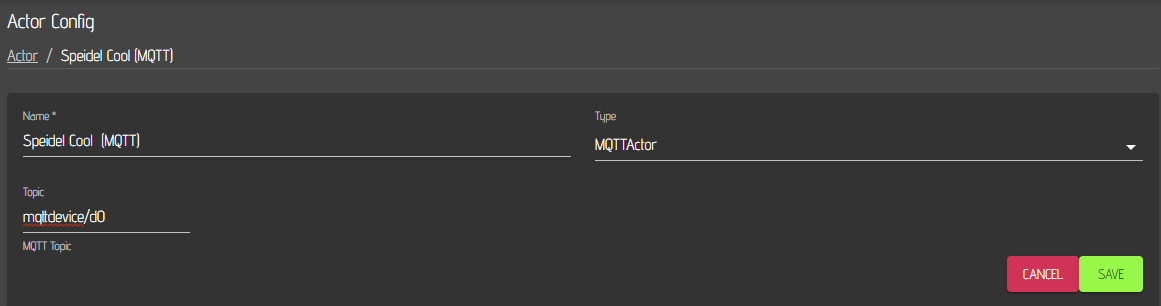 Actor Config
Actor / Speidel Cool (MQTT)
Name *
Type
Speidel Cool  (MQTT)
MQTTActor
Topic
mqttdevice/d0
MQTT Topic
CANCEL
SAVE